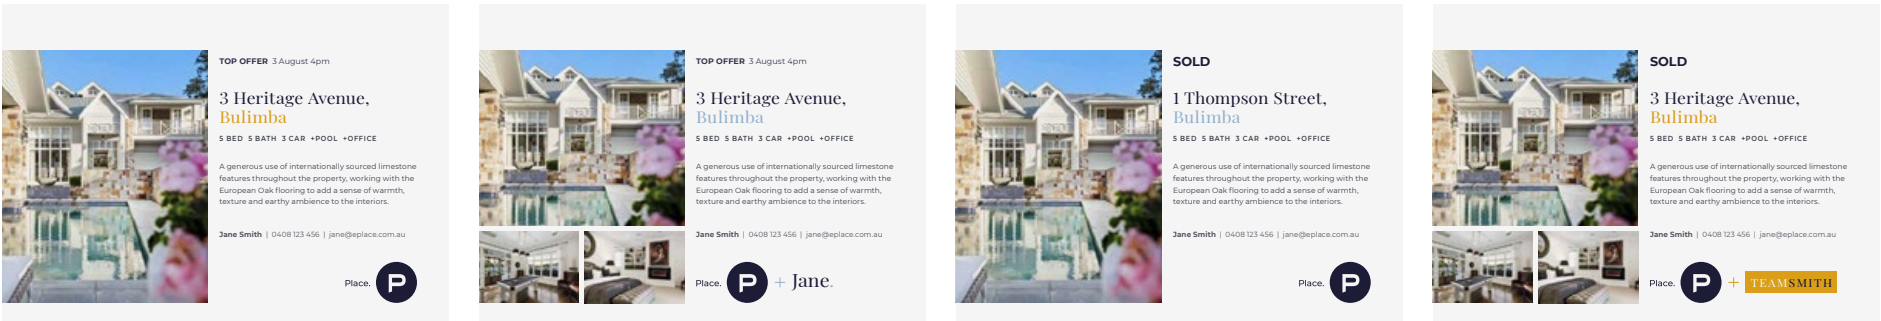 TOP OFFER 3 August 4pm
3 Heritage Avenue,
Bulimba
5 BED 5 BATH 3 CAR +POOL +OFFICE
A generous use of internationally sourced limestone
features throughout the property, working with the
European Oak flooring to add a sense of warmth,
texture and earthy ambience to the interiors.
Jane Smith | 0408 123 456 | jane@eplace.com.au
Place. P
TOP OFFER 3 August 4pm
3 Heritage Avenue,
Bulimba
5 BED 5 BATH 3 CAR +POOL +OFFICE
A generous use of internationally sourced limestone
features throughout the property, working with the
European Oak flooring to add a sense of warmth,
texture and earthy ambience to the interiors.
Jane Smith | 0408 123 456 | jane@eplace.com.au
Place. P + Jane.
SOLD
1 Thompson Street,
Bulimba
5 BED 5 BATH 3 CAR +POOL +OFFICE
A generous use of internationally sourced limestone
features throughout the property, working with the
European Oak flooring to add a sense of warmth,
texture and earthy ambience to the interiors.
Jane Smith | 0408 123 456 | jane@eplace.com.au
Place. P
SOLD
3 Heritage Avenue,
Bulimba
5 BED 5 BATH 3 CAR +POOL +OFFICE
A generous use of internationally sourced limestone
features throughout the property, working with the
European Oak flooring to add a sense of warmth,
texture and earthy ambience to the interiors.
Jane Smith | 0408 123 456 | jane@eplace.com.au
Place. P + TEAMSMITH